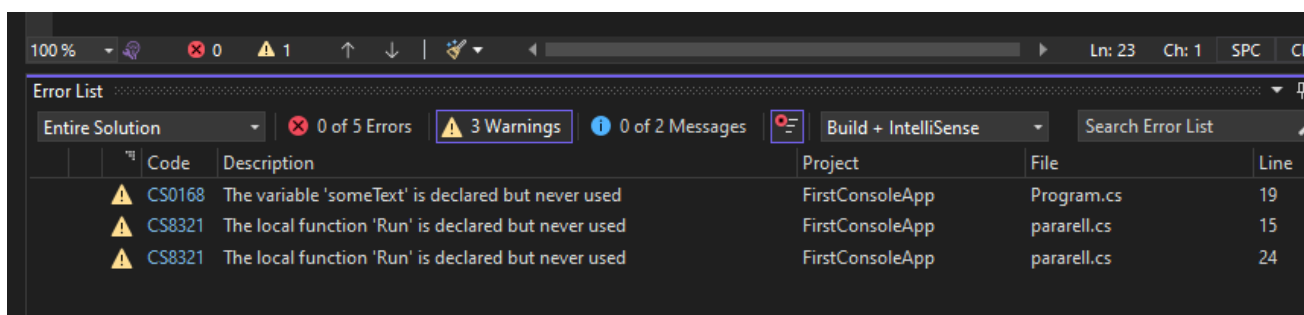 100 % 0 1 Ln: 23 Ch: 1 SPC
Error List
Entire Solution 0 of 5 Errors 3 Warnings 0 of 2 Messages Build + IntelliSense Search Error List
Code Description Project File Line
CS0168 The variable 'someText' is declared but never used FirstConsoleApp Program.cs 19
CS8321 The local function 'Run' is declared but never used FirstConsoleApp pararell.cs 15
CS8321 The local function 'Run' is declared but never used FirstConsoleApp pararell.cs 24